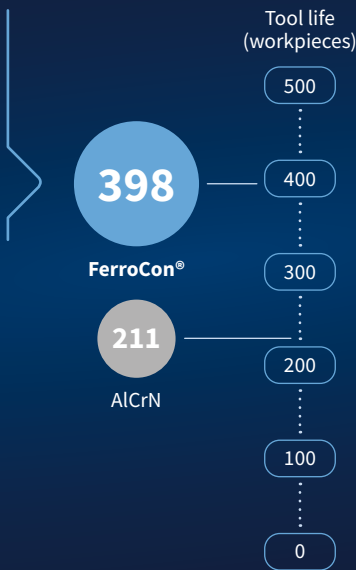 Tool life
(workpieces)
500
398
400
FerroCon®
300
211
200
AlCrN
100
0